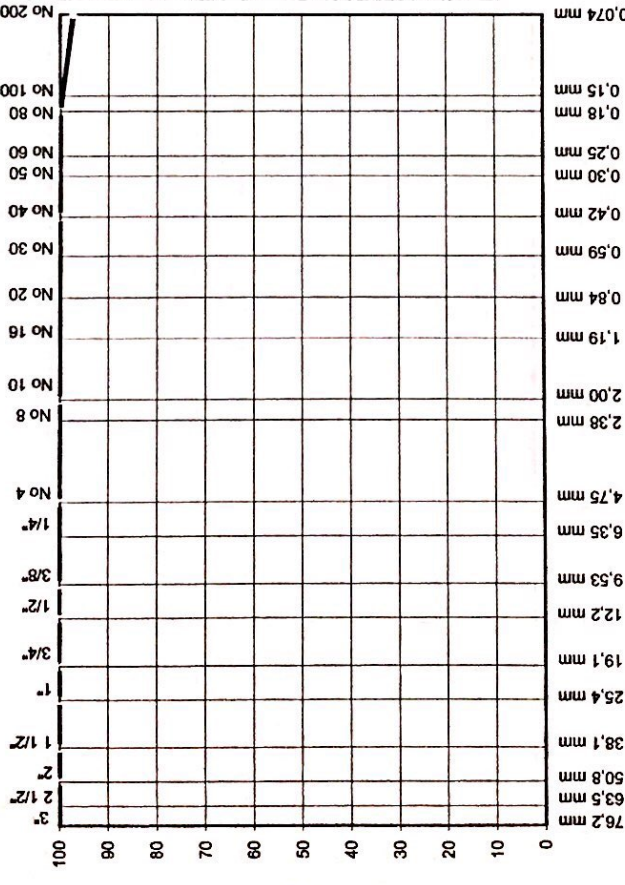 No 200 0,074 mm
No 100 0,15 mm
No 80 0,18 mm
No 60 0,25 mm
No 50 0,30 mm
No 40 0,42 mm
No 30 0,59 mm
No 20 0,84 mm
No 16 1,19 mm
No 10 2,00 mm
No 8 2,38 mm
No 4 4,75 mm
1/4" 6,35 mm
3/8" 9,53 mm
1/2" 12,2 mm
3/4" 19,1 mm
1" 25,4 mm
1 1/2" 38,1 mm
2" 50,8 mm
2 1/2" 63,5 mm
3" 76,2 mm
100 90 80 70 60 50 40 30 20 10 0